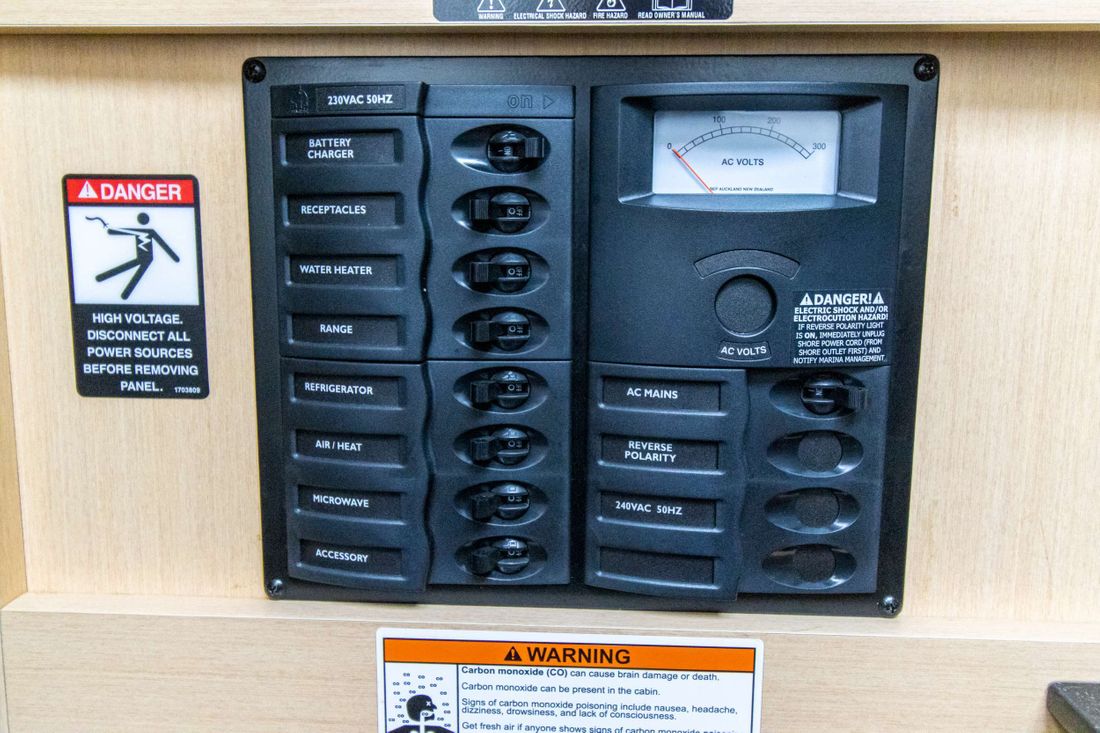 WARNING
ELECTRICAL SHOCK HAZARD
FIRE HAZARD
READ OWNER'S MANUAL
230VAC 50HZ
on
BATTERY
CHARGER
RECEPTACLES
WATER HEATER
RANGE
REFRIGERATOR
AIR / HEAT
MICROWAVE
ACCESSORY
OFF
OFF
OFF
0 100 200 300
AC VOLTS
BEP AUCKLAND NEW ZEALAND
AC VOLTS
DANGER!
ELECTRIC SHOCK AND/OR
ELECTROCUTION HAZARD!
IF REVERSE POLARITY LIGHT
IS ON, IMMEDIATELY UNPLUG
SHORE POWER CORD (FROM
SHORE OUTLET FIRST) AND
NOTIFY MARINA MANAGEMENT
AC MAINS
REVERSE
POLARITY
240VAC 50HZ
DANGER
HIGH VOLTAGE.
DISCONNECT ALL
POWER SOURCES
BEFORE REMOVING
PANEL. 1703809
WARNING
Carbon monoxide (CO) can cause brain damage or death.
Carbon monoxide can be present in the cabin.
Signs of carbon monoxide poisoning include nausea, headache,
dizziness, drowsiness, and lack of consciousness.
Get fresh air if anyone shows signs of carbon monoxide